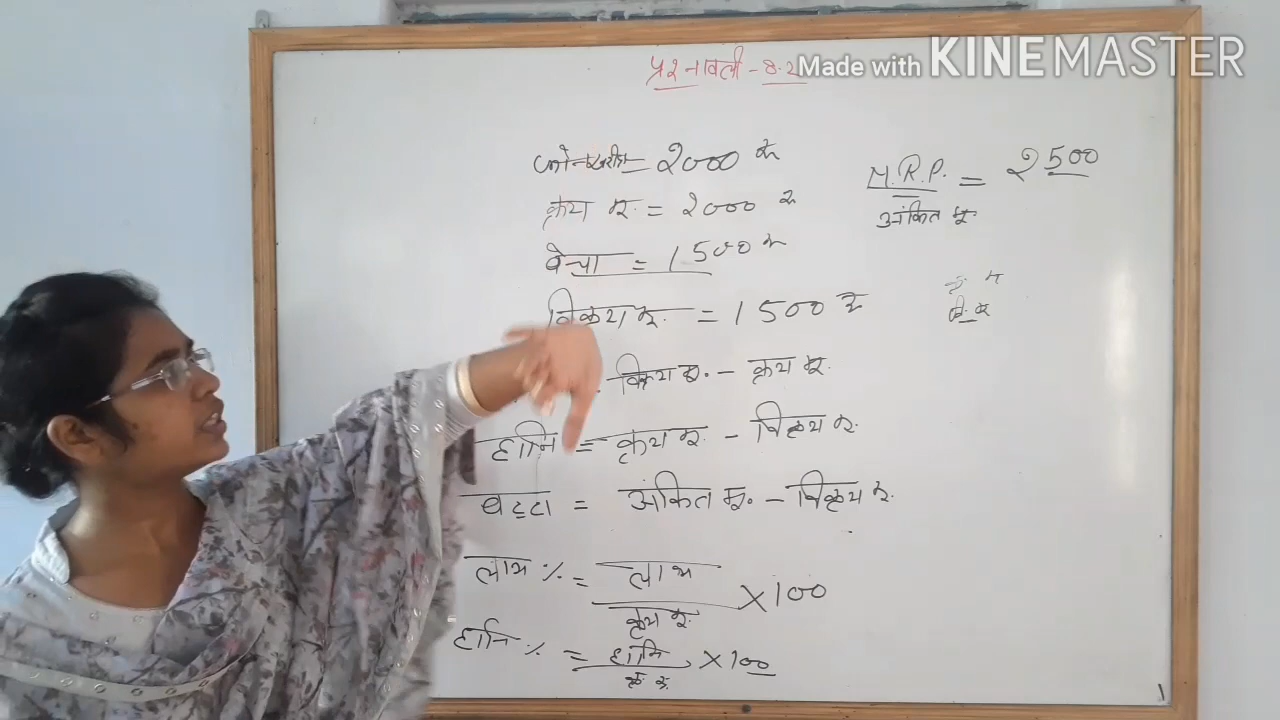 प्रश्नावली - 8.2
Made with KINEMASTER
फोन खरीदा = 2000 रु
क्रय मू. = 2000 रु
बेचा = 1500 रु
विक्रय मू. = 1500 रु
विक्रय मू. - क्रय मू.
हानि = क्रय मू. - विक्रय मू.
बट्टा = अंकित मू. - विक्रय मू.
लाभ % = लाभ / क्रय मू. × 100
हानि % = हानि / क्र. मू. × 100
M.R.P. = 2500
अंकित मू.
वि. मू